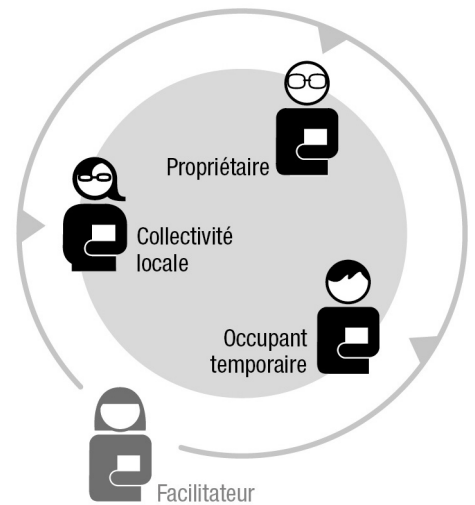 Propriétaire
Collectivité
locale
Occupant
temporaire
Facilitateur